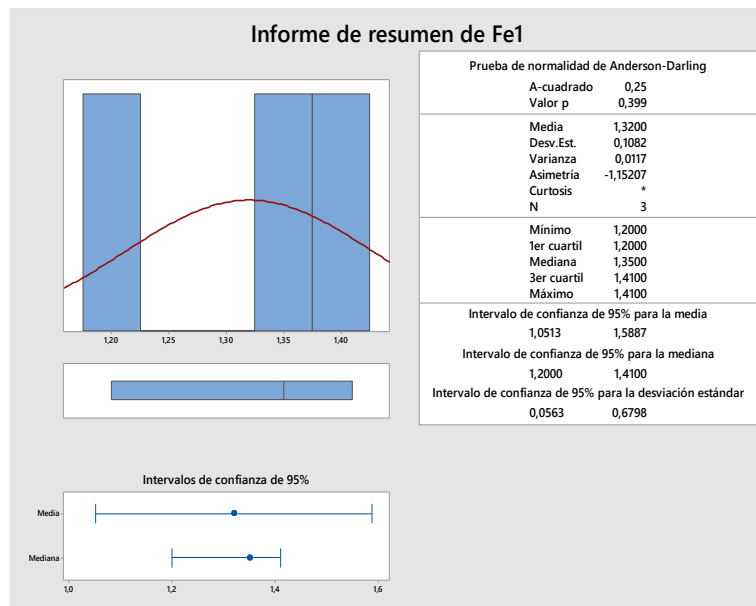 Informe de resumen de Fe1
1,20 1,25 1,30 1,35 1,40
Intervalos de confianza de 95%
Media
Mediana
1,0 1,2 1,4 1,6
Prueba de normalidad de Anderson-Darling
A-cuadrado 0,25
Valor p 0,399
Media 1,3200
Desv.Est. 0,1082
Varianza 0,0117
Asimetría -1,15207
Curtosis *
N 3
Mínimo 1,2000
1er cuartil 1,2000
Mediana 1,3500
3er cuartil 1,4100
Máximo 1,4100
Intervalo de confianza de 95% para la media
1,0513 1,5887
Intervalo de confianza de 95% para la mediana
1,2000 1,4100
Intervalo de confianza de 95% para la desviación estándar
0,0563 0,6798